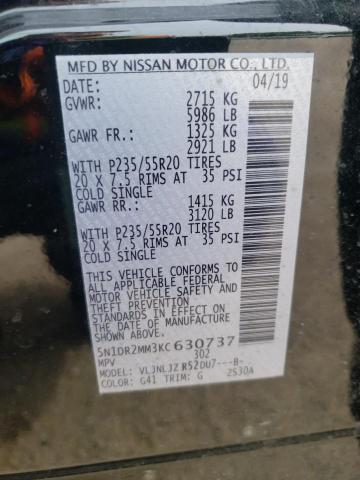 MFD BY NISSAN MOTOR CO., LTD.
DATE: 04/19
GVWR: 2715 KG
5986 LB
GAWR FR.: 1325 KG
2921 LB
WITH P235/55R20 TIRES
20 X 7.5 RIMS AT 35 PSI
COLD SINGLE
GAWR RR.: 1415 KG
3120 LB
WITH P235/55R20 TIRES
20 X 7.5 RIMS AT 35 PSI
COLD SINGLE
THIS VEHICLE CONFORMS TO
ALL APPLICABLE FEDERAL
MOTOR VEHICLE SAFETY
AND THEFT PREVENTION
STANDARDS IN EFFECT ON
THE DATE OF MANUFACTURE
SHOWN ABOVE.
5N1DR2MM3KC630737
MPV 302
MODEL: VLJNLJZ R52DU7---B-
COLOR: G41 TRIM: G 2S30A